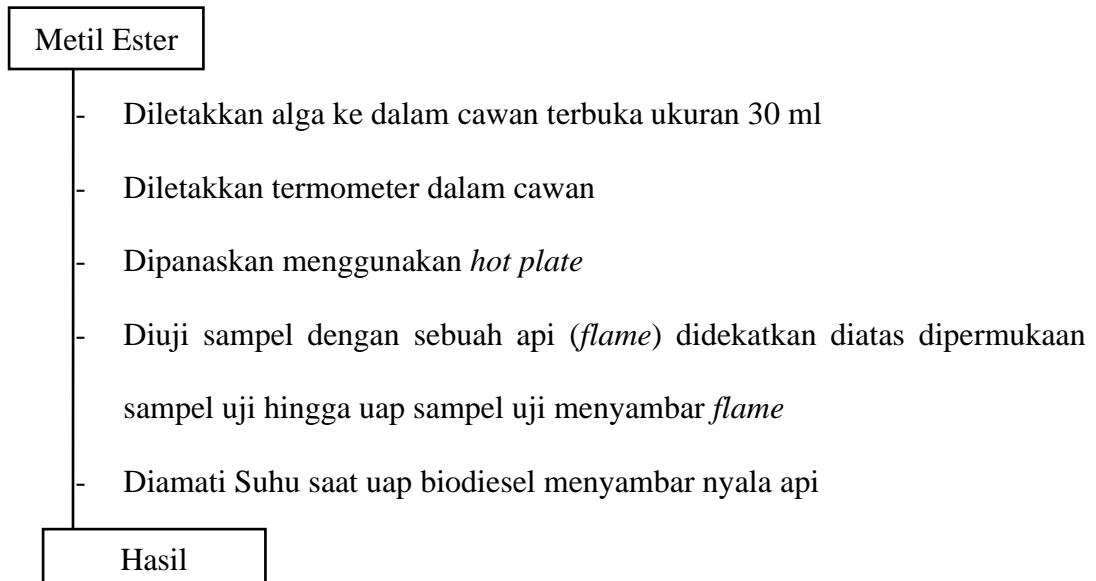 Metil Ester
- Diletakkan alga ke dalam cawan terbuka ukuran 30 ml
- Diletakkan termometer dalam cawan
- Dipanaskan menggunakan hot plate
- Diuji sampel dengan sebuah api (flame) didekatkan diatas dipermukaan
sampel uji hingga uap sampel uji menyambar flame
- Diamati Suhu saat uap biodiesel menyambar nyala api
Hasil